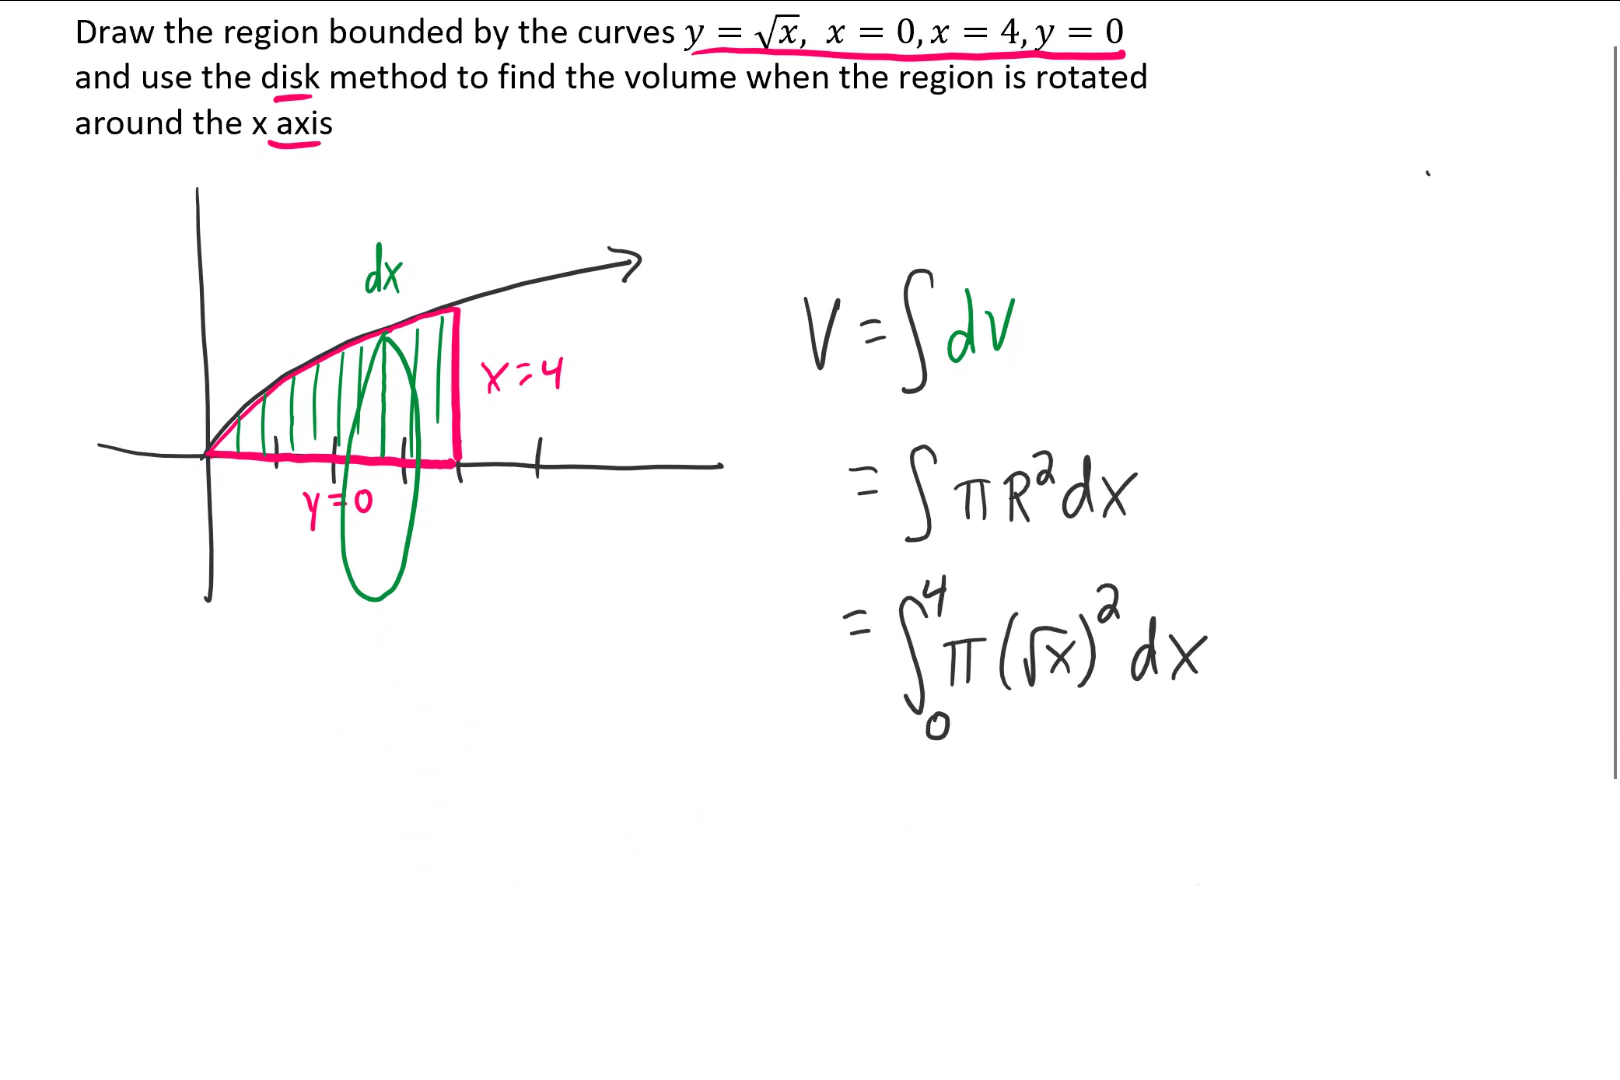 Draw the region bounded by the curves y = √x, x = 0, x = 4, y = 0
and use the disk method to find the volume when the region is rotated
around the x axis
dx
x=4
y=0
V=∫dV
=∫πR²dx
=∫₀⁴π(√x)²dx